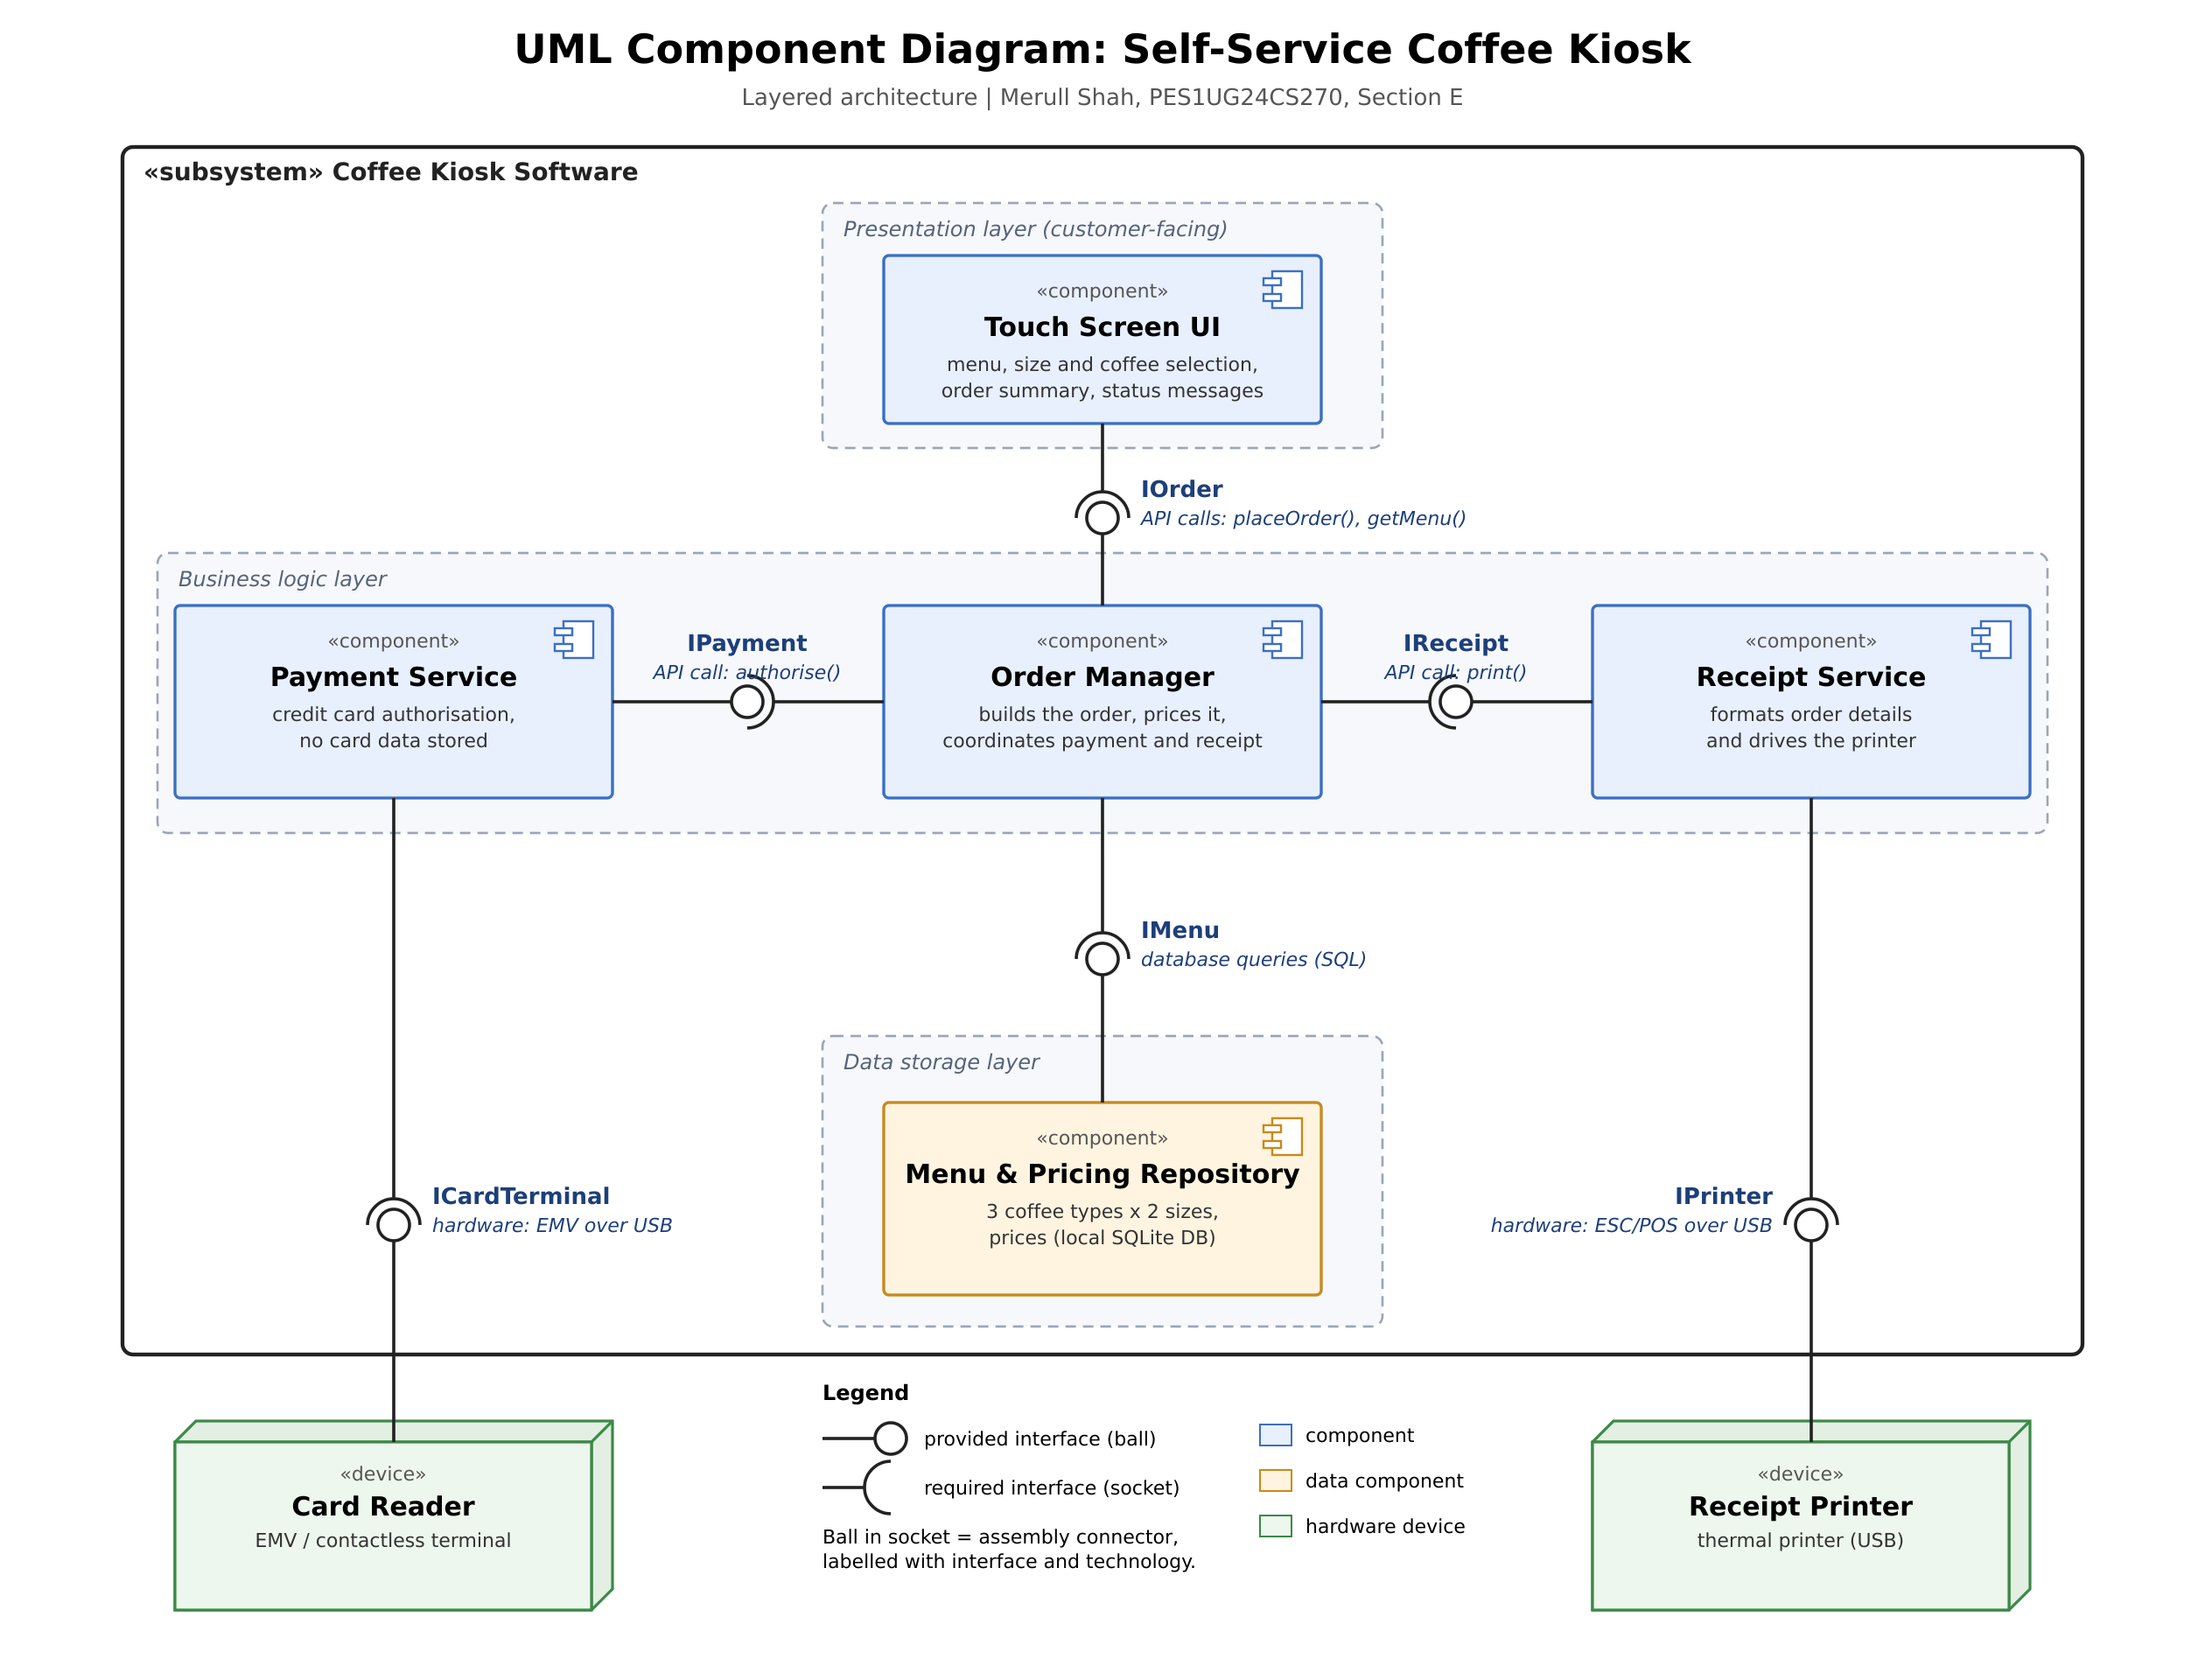 UML Component Diagram: Self-Service Coffee Kiosk
Layered architecture | Merull Shah, PES1UG24CS270, Section E
«subsystem» Coffee Kiosk Software
Presentation layer (customer-facing)
«component»
Touch Screen UI
menu, size and coffee selection,
order summary, status messages
IOrder
API calls: placeOrder(), getMenu()
Business logic layer
«component»
Payment Service
credit card authorisation,
no card data stored
IPayment
API call: authorise()
«component»
Order Manager
builds the order, prices it,
coordinates payment and receipt
IReceipt
API call: print()
«component»
Receipt Service
formats order details
and drives the printer
IMenu
database queries (SQL)
Data storage layer
«component»
Menu & Pricing Repository
3 coffee types x 2 sizes,
prices (local SQLite DB)
ICardTerminal
hardware: EMV over USB
IPrinter
hardware: ESC/POS over USB
«device»
Card Reader
EMV / contactless terminal
Legend
provided interface (ball)
required interface (socket)
Ball in socket = assembly connector,
labelled with interface and technology.
component
data component
hardware device
«device»
Receipt Printer
thermal printer (USB)